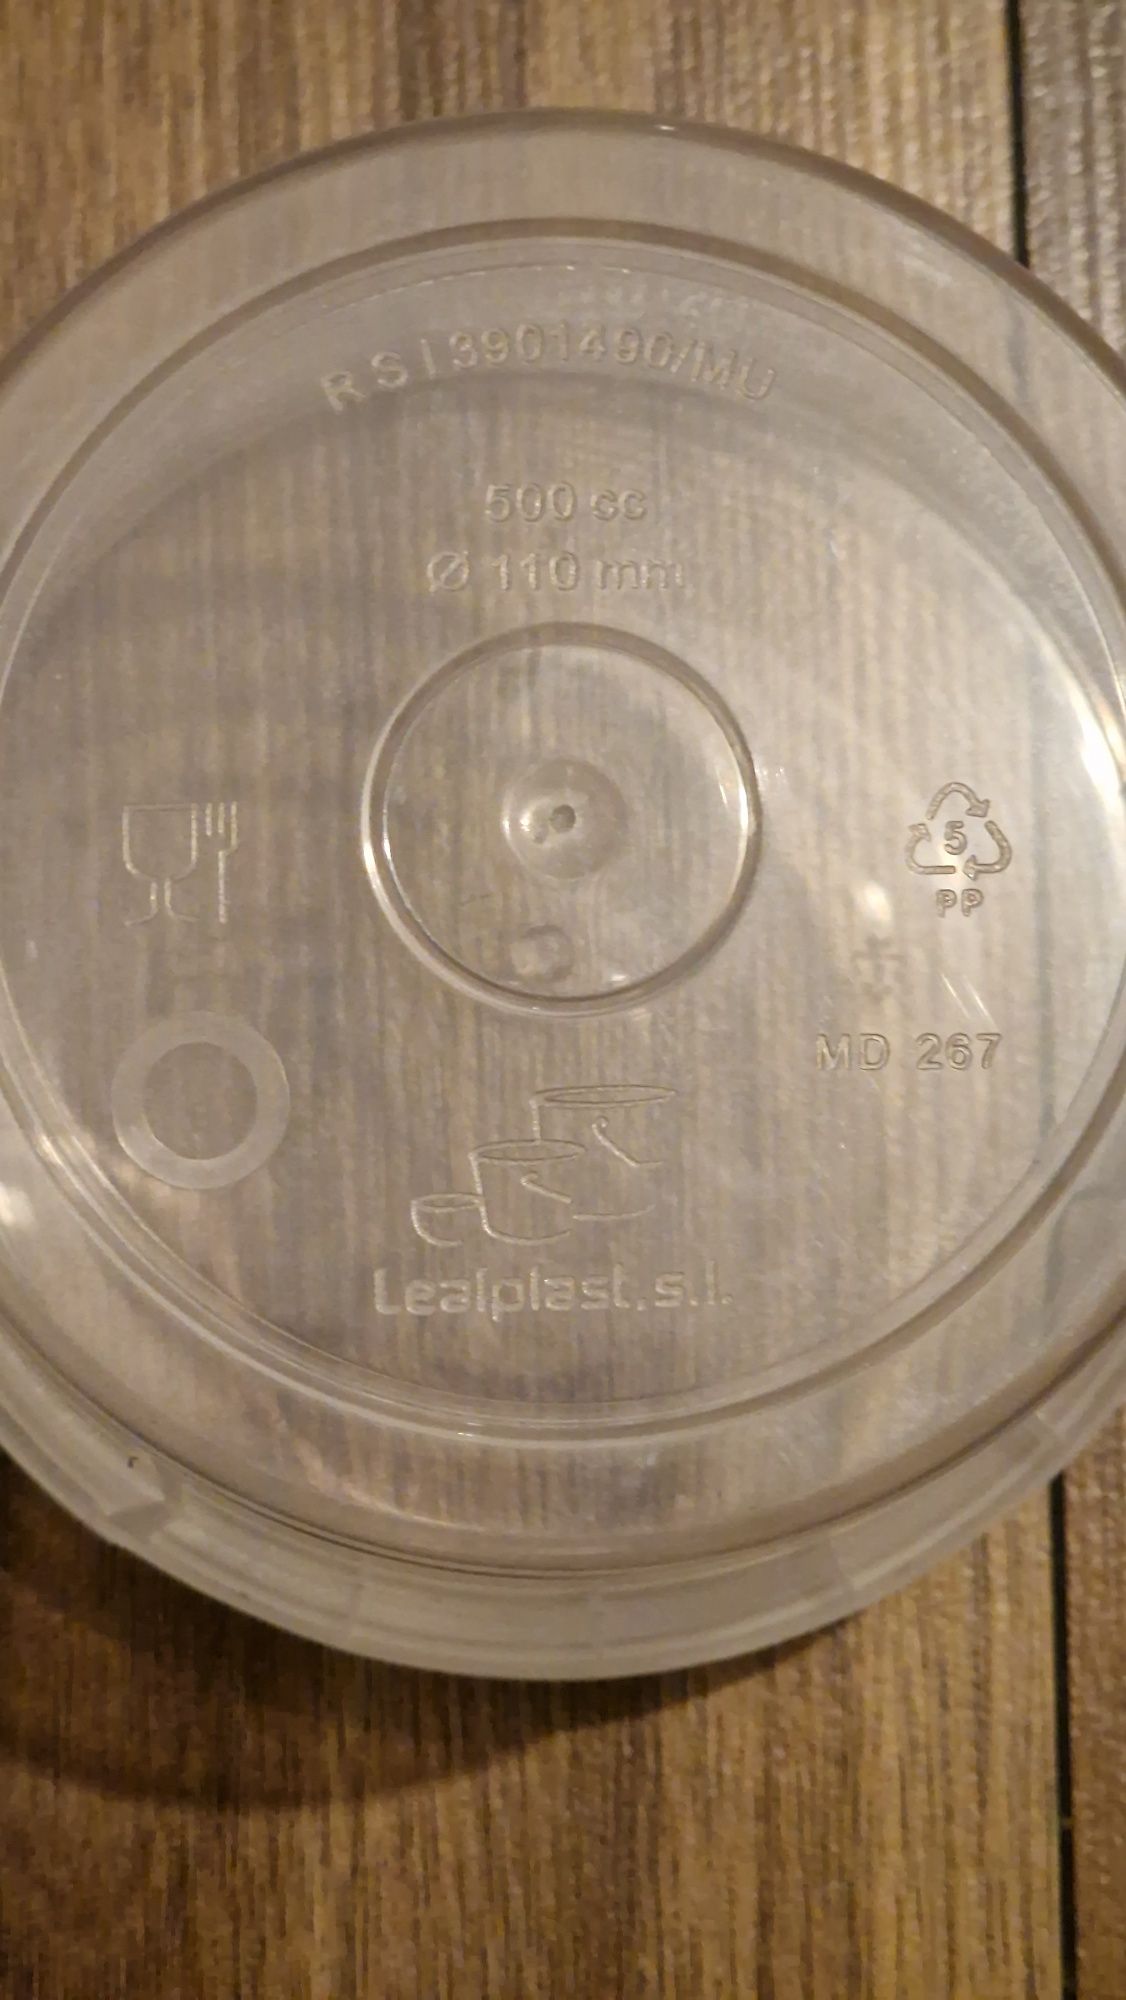 R S I 3901490/MU
500 cc
Ø 110 mm
5
PP
MD 267
Lealplast, s.l.